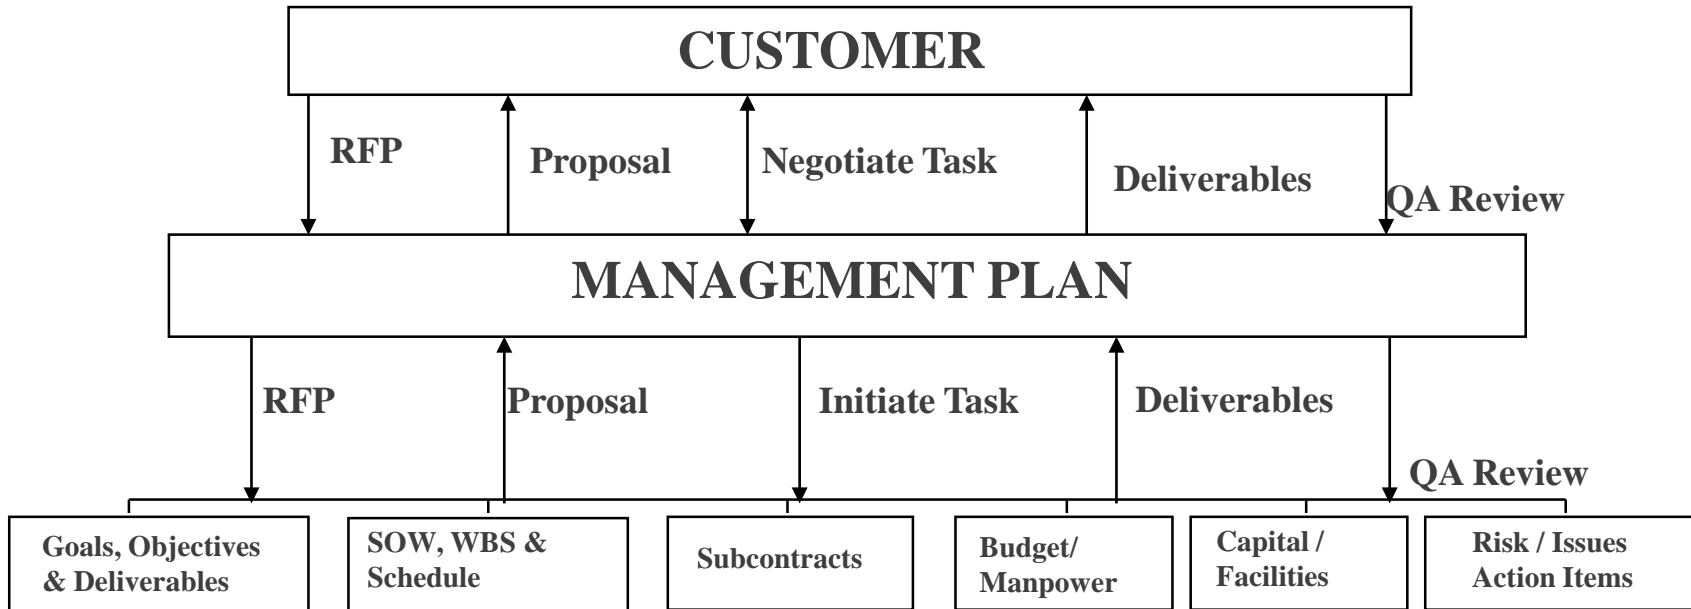 CUSTOMER
RFP
Proposal
Negotiate Task
Deliverables
QA Review
MANAGEMENT PLAN
RFP
Proposal
Initiate Task
Deliverables
QA Review
Goals, Objectives
& Deliverables
SOW, WBS &
Schedule
Subcontracts
Budget/
Manpower
Capital /
Facilities
Risk / Issues
Action Items